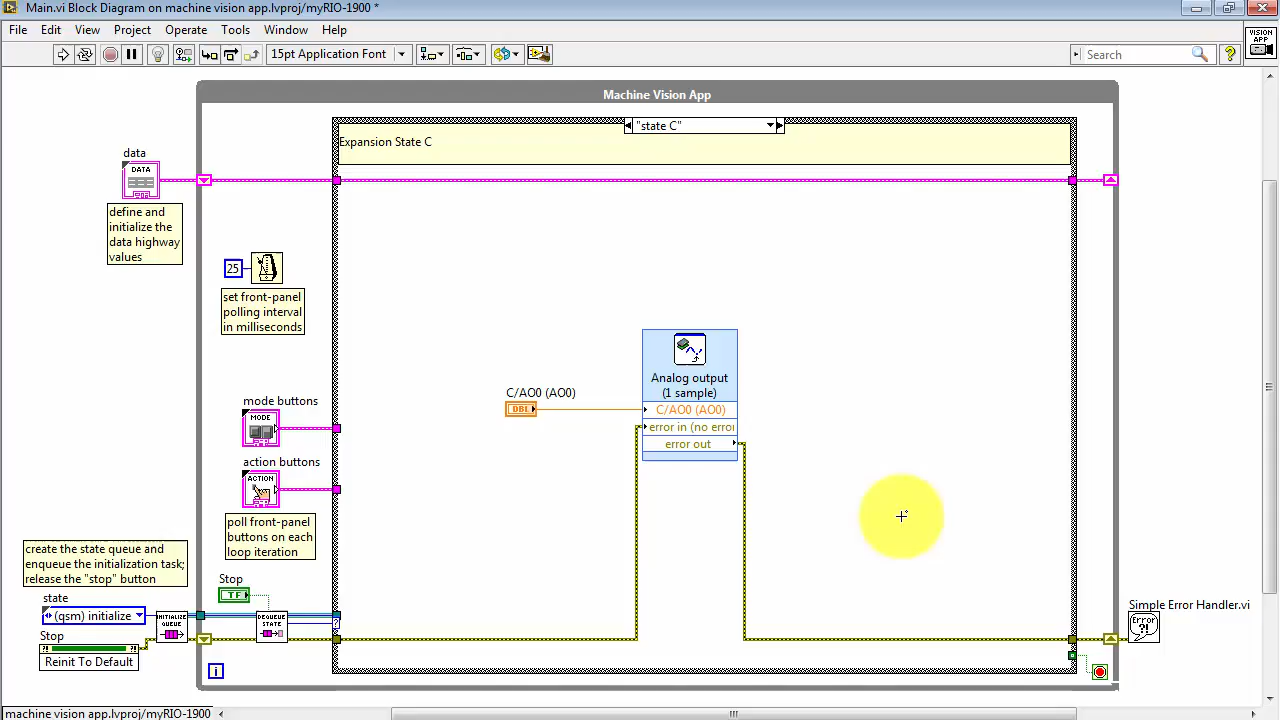 Main.vi Block Diagram on machine vision app.lvproj/myRIO-1900 *
File Edit View Project Operate Tools Window Help
15pt Application Font
Search
?
VISION
APP
Machine Vision App
"state C"
Expansion State C
data
DATA
define and
initialize the
data highway
values
25
set front-panel
polling interval
in milliseconds
Analog output
(1 sample)
C/AO0 (AO0)
DBL
C/AO0 (AO0)
error in (no error
error out
mode buttons
MODE
action buttons
ACTION
poll front-panel
buttons on each
loop iteration
create the state queue and
enqueue the initialization task;
release the "stop" button
Stop
TF
state
(qsm) initialize
INITIALIZE
QUEUE
DEQUEUE
STATE
?
Stop
?! ?!
Reinit To Default
Simple Error Handler.vi
Error
?!
i
machine vision app.lvproj/myRIO-1900